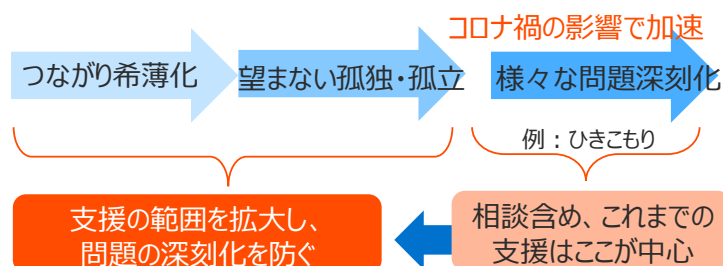 コロナ禍の影響で加速
つながり希薄化
望まない孤独・孤立
様々な問題深刻化
例：ひきこもり
支援の範囲を拡大し、
問題の深刻化を防ぐ
相談含め、これまでの
支援はここが中心